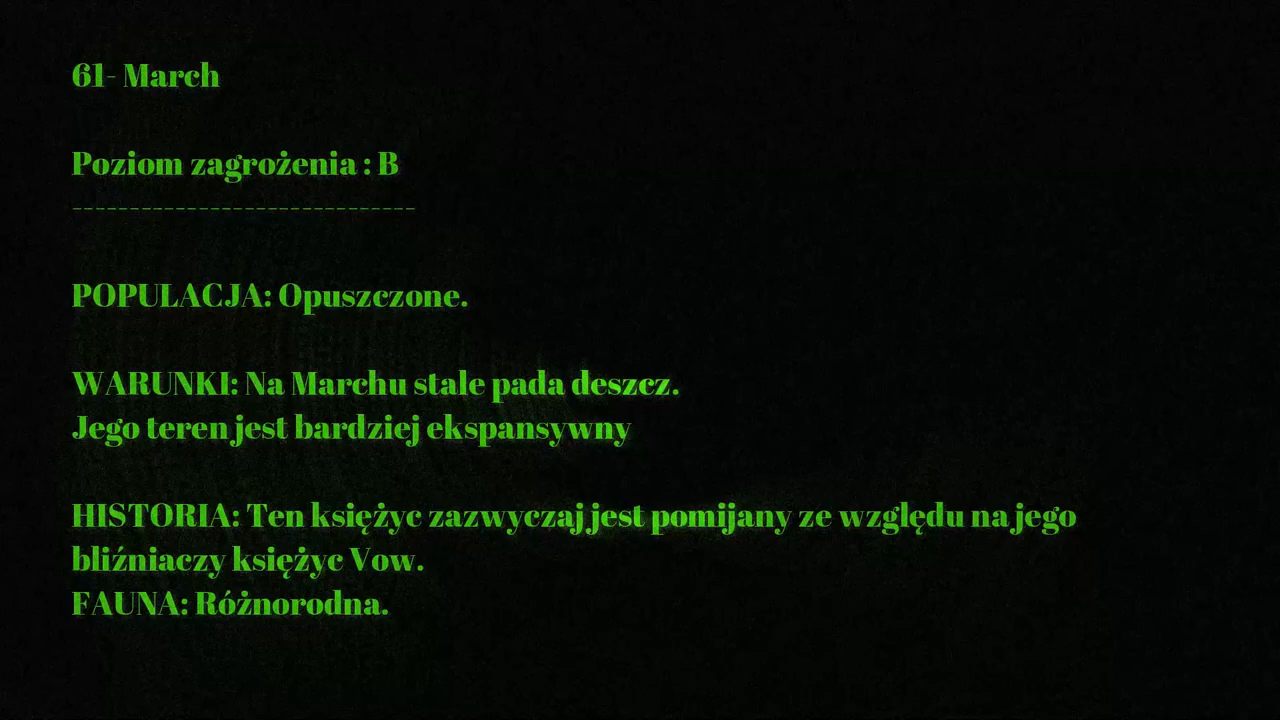 61- March
Poziom zagrożenia : B
------------------------------
POPULACJA: Opuszczone.
WARUNKI: Na Marchu stale pada deszcz.
Jego teren jest bardziej ekspansywny
HISTORIA: Ten księżyc zazwyczaj jest pomijany ze względu na jego
bliźniaczy księżyc Vow.
FAUNA: Różnorodna.